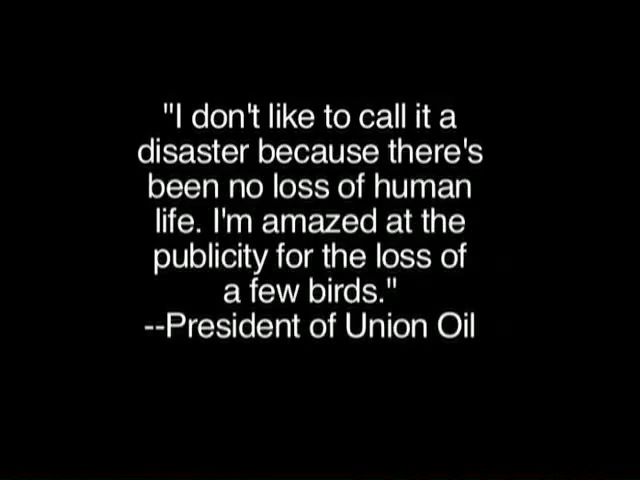 "I don't like to call it a
disaster because there's
been no loss of human
life. I'm amazed at the
publicity for the loss of
a few birds."
--President of Union Oil